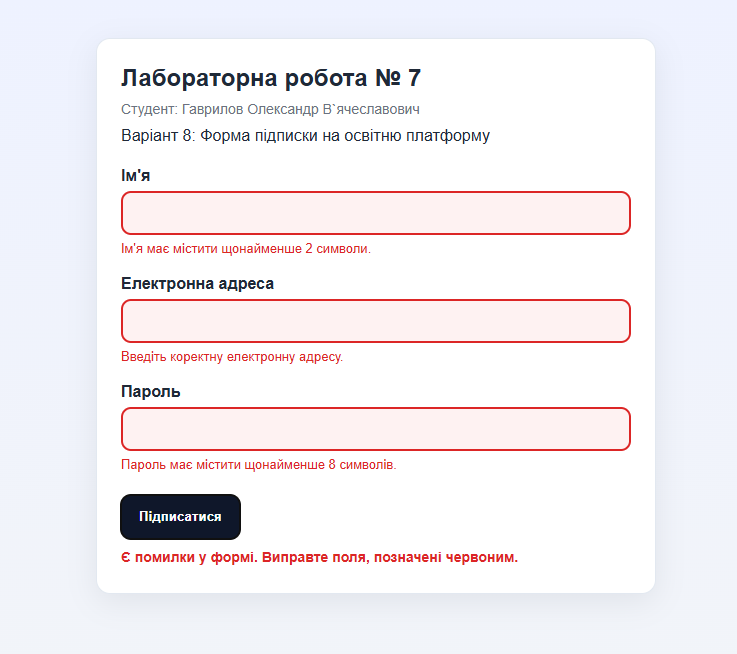 Лабораторна робота № 7
Студент: Гаврилов Олександр В`ячеславович
Варіант 8: Форма підписки на освітню платформу
Ім'я
Ім'я має містити щонайменше 2 символи.
Електронна адреса
Введіть коректну електронну адресу.
Пароль
Пароль має містити щонайменше 8 символів.
Підписатися
Є помилки у формі. Виправте поля, позначені червоним.